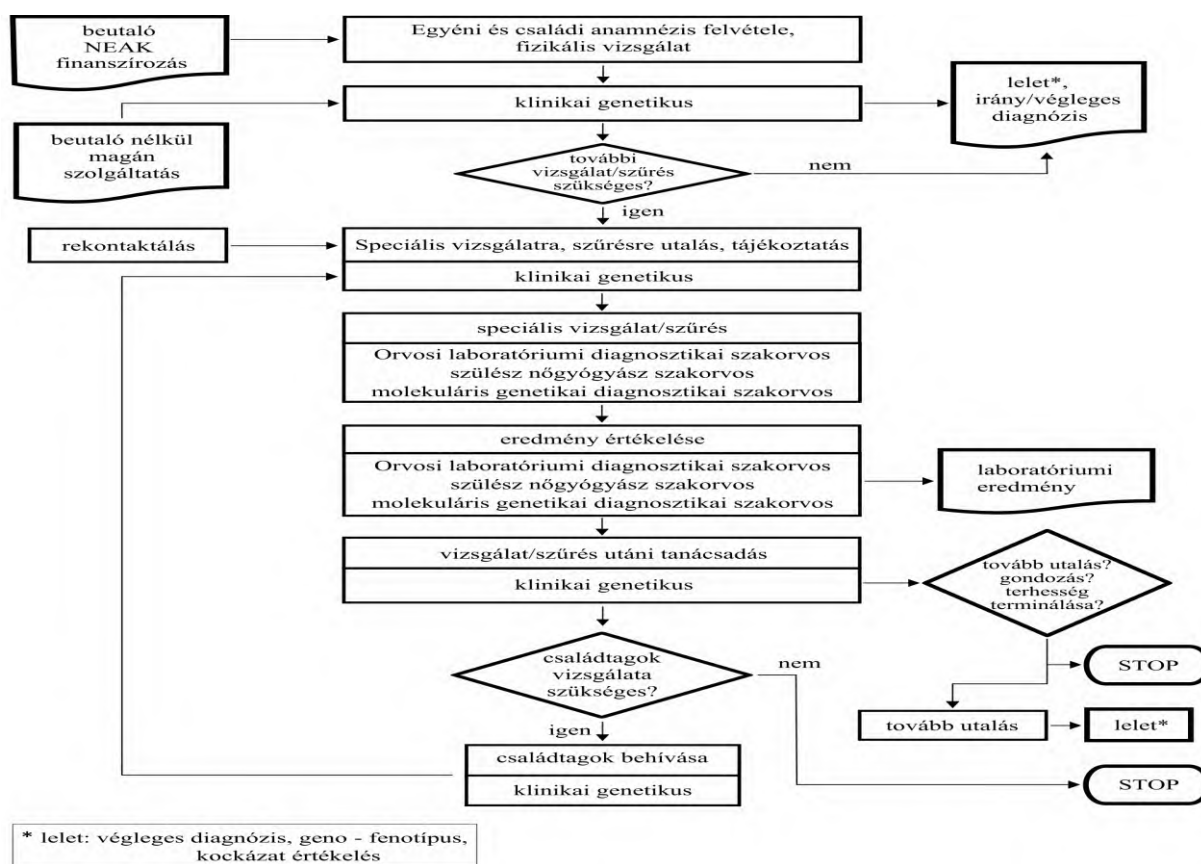 beutaló
NEAK
finanszírozás
Egyéni és családi anamnézis felvétele,
fizikális vizsgálat
klinikai genetikus
lelet*,
irány/végleges
diagnózis
beutaló nélkül
magán
szolgáltatás
további
vizsgálat/szűrés
szükséges?
nem
igen
rekontaktálás
Speciális vizsgálatra, szűrésre utalás, tájékoztatás
klinikai genetikus
speciális vizsgálat/szűrés
Orvosi laboratóriumi diagnosztikai szakorvos
szülész nőgyógyász szakorvos
molekuláris genetikai diagnosztikai szakorvos
eredmény értékelése
Orvosi laboratóriumi diagnosztikai szakorvos
szülész nőgyógyász szakorvos
molekuláris genetikai diagnosztikai szakorvos
laboratóriumi
eredmény
vizsgálat/szűrés utáni tanácsadás
klinikai genetikus
tovább utalás?
gondozás?
terhesség
terminálása?
családtagok
vizsgálata
szükséges?
nem
STOP
tovább utalás
lelet*
igen
családtagok behívása
klinikai genetikus
STOP
* lelet: végleges diagnózis, geno - fenotípus,
kockázat értékelés